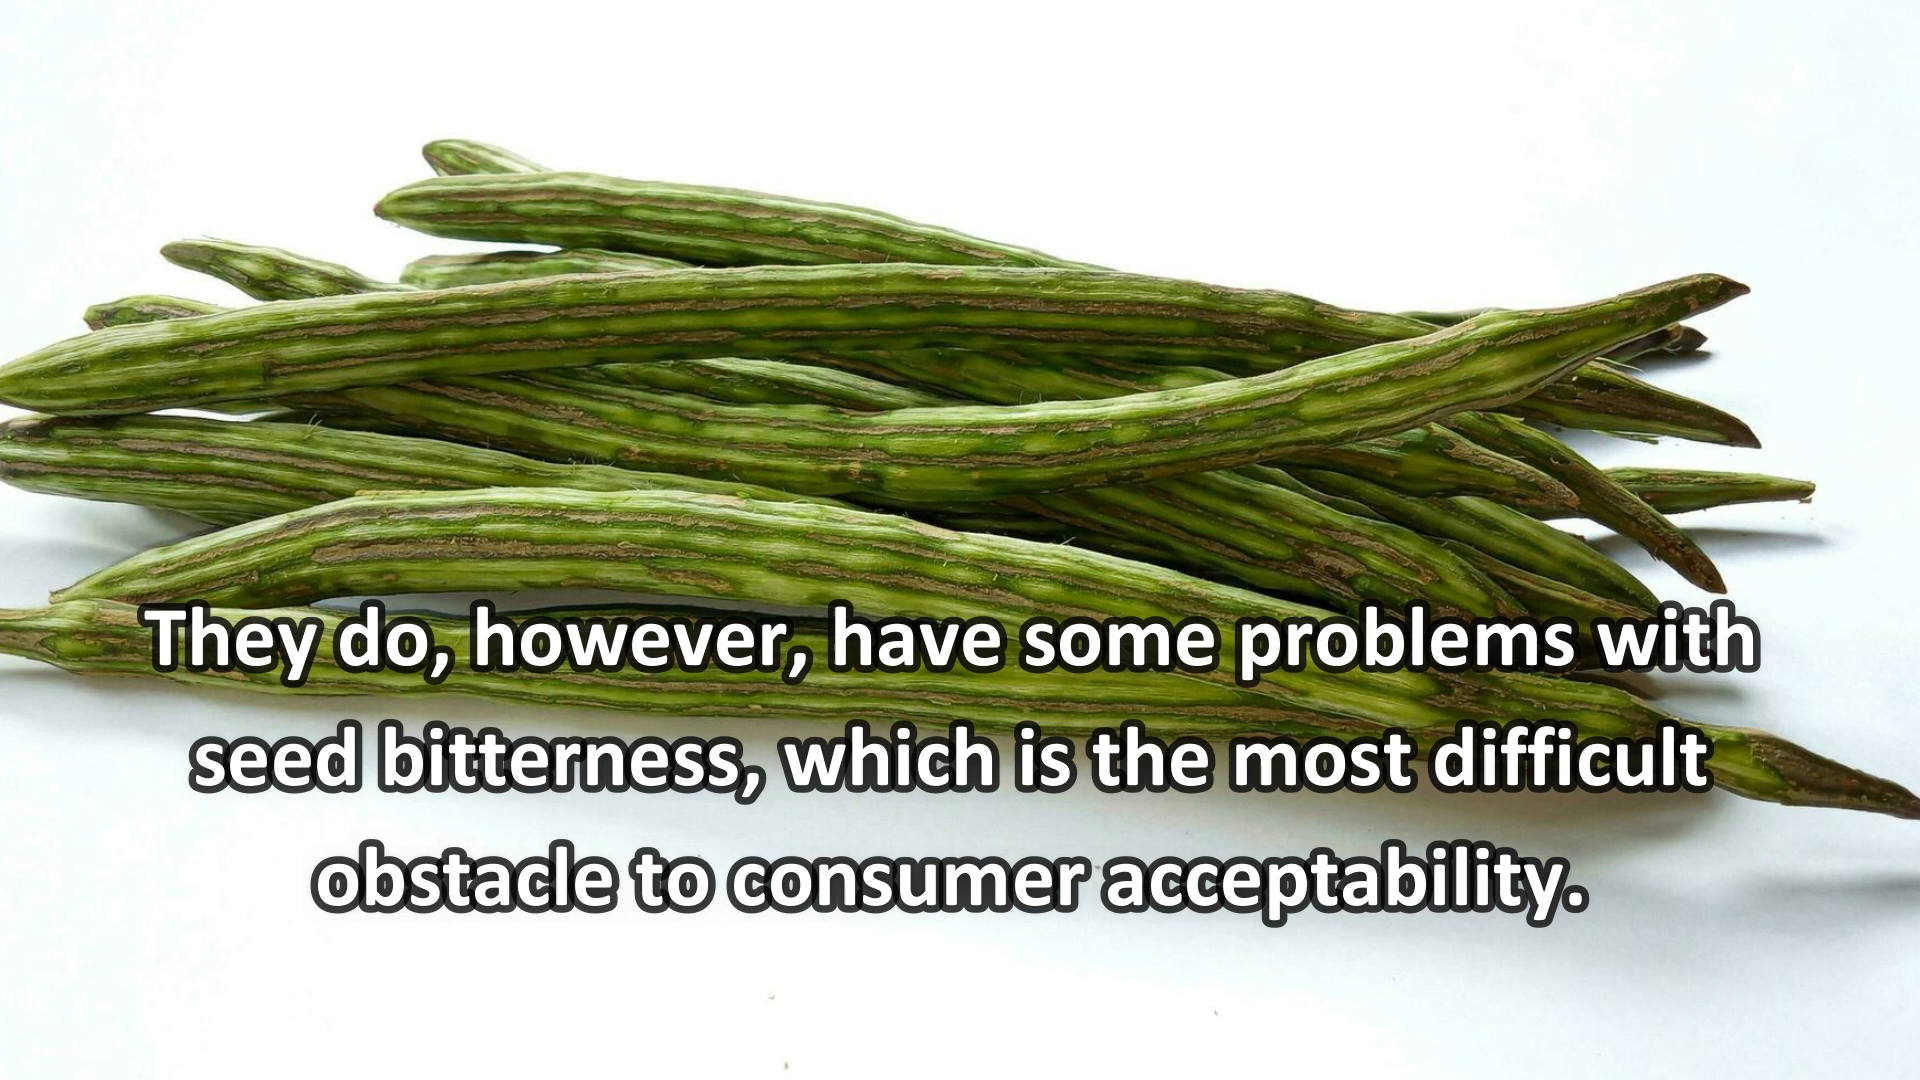 They do, however, have some problems with
seed bitterness, which is the most difficult
obstacle to consumer acceptability.